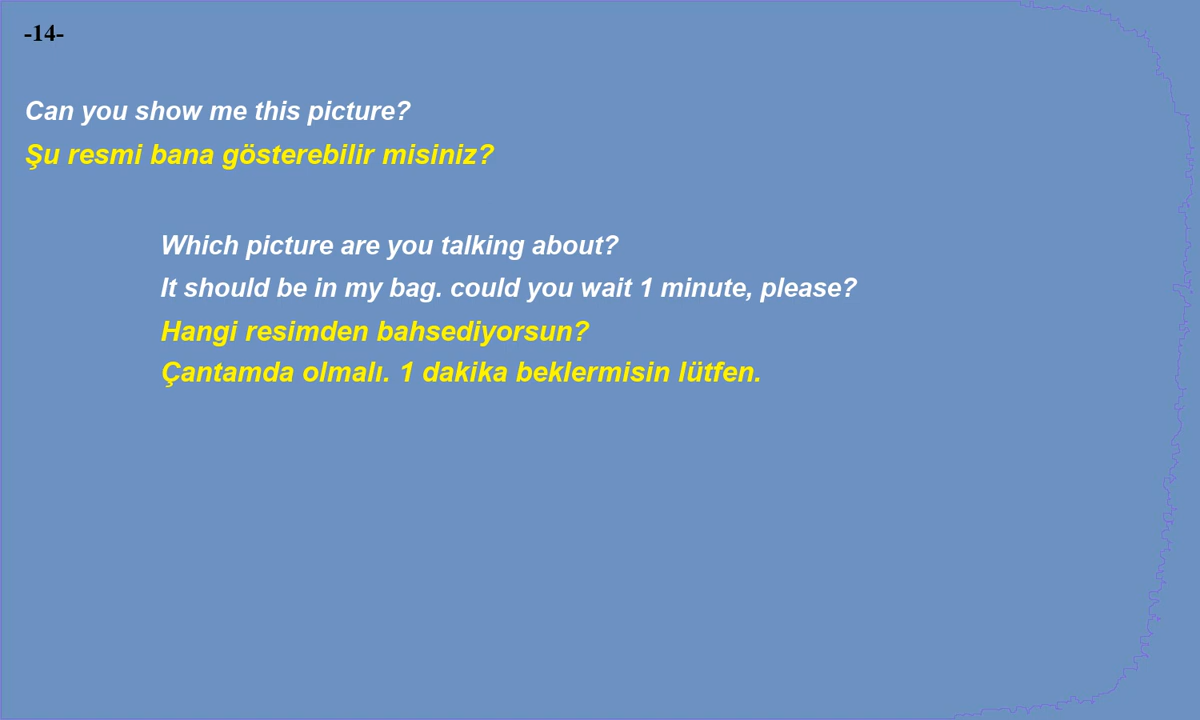 -14-
Can you show me this picture?
Şu resmi bana gösterebilir misiniz?
Which picture are you talking about?
It should be in my bag. could you wait 1 minute, please?
Hangi resimden bahsediyorsun?
Çantamda olmalı. 1 dakika beklermisin lütfen.